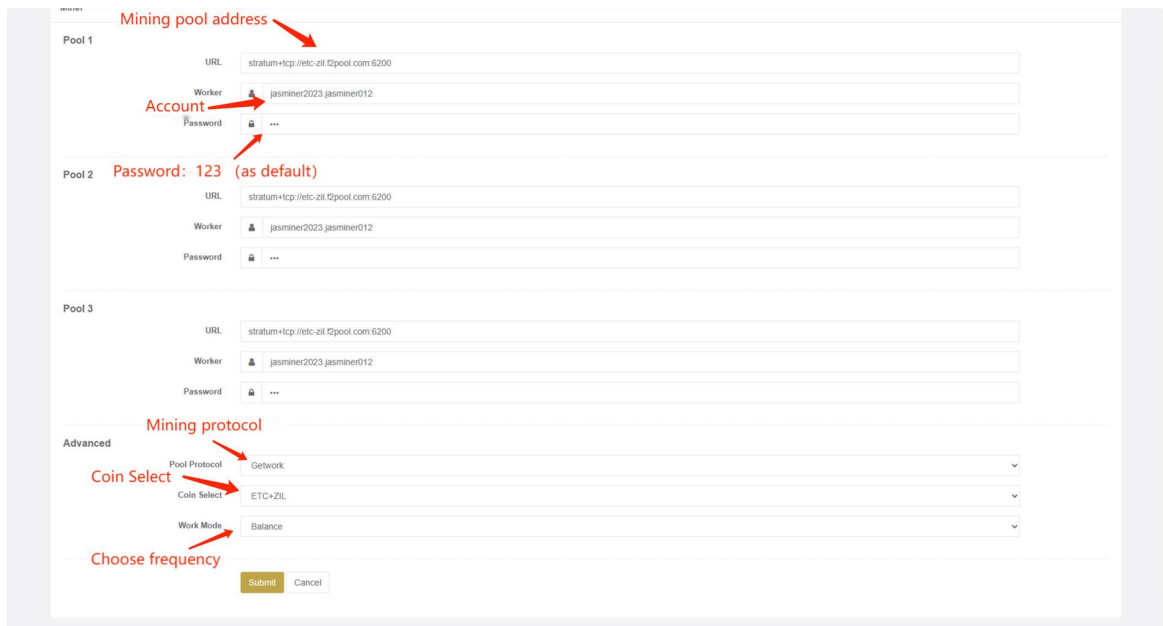 Miner
Mining pool address
Pool 1
URL stratum+tcp://etc-zil.f2pool.com:6200
Worker jasminer2023.jasminer012
Account
Password •••
Password：123 (as default)
Pool 2
URL stratum+tcp://etc-zil.f2pool.com:6200
Worker jasminer2023.jasminer012
Password •••
Pool 3
URL stratum+tcp://etc-zil.f2pool.com:6200
Worker jasminer2023.jasminer012
Password •••
Mining protocol
Advanced
Pool Protocol Getwork
Coin Select
Coin Select ETC+ZIL
Work Mode Balance
Choose frequency
Submit Cancel